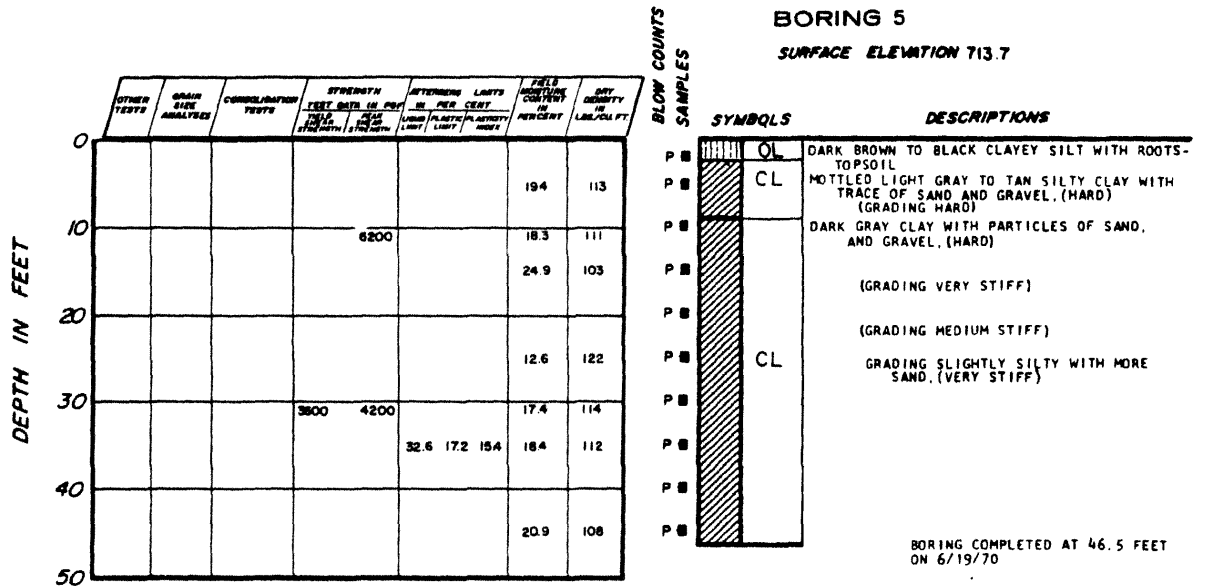 BORING 5
SURFACE ELEVATION 713.7
BLOW COUNTS
SAMPLES
SYMBOLS
DESCRIPTIONS
OTHER TESTS
GRAIN SIZE ANALYSES
CONSOLIDATION TESTS
STRENGTH TEST DATA IN PSF
YIELD SHEAR STRENGTH
PEAK SHEAR STRENGTH
ATTERBERG LIMITS IN PER CENT
LIQUID LIMIT
PLASTIC LIMIT
PLASTICITY INDEX
FIELD MOISTURE CONTENT IN PERCENT
DRY DENSITY IN LBS./CU. FT.
DEPTH IN FEET
0
10
20
30
40
50
19.4 113
6200 18.3 111
24.9 103
12.6 122
3800 4200 17.4 114
32.6 17.2 15.4 18.4 112
20.9 108
P
P
P
P
P
P
P
P
P
P
OL
CL
CL
DARK BROWN TO BLACK CLAYEY SILT WITH ROOTS-
TOPSOIL
MOTTLED LIGHT GRAY TO TAN SILTY CLAY WITH
TRACE OF SAND AND GRAVEL, (HARD)
(GRADING HARD)
DARK GRAY CLAY WITH PARTICLES OF SAND,
AND GRAVEL, (HARD)
(GRADING VERY STIFF)
(GRADING MEDIUM STIFF)
GRADING SLIGHTLY SILTY WITH MORE
SAND, (VERY STIFF)
BORING COMPLETED AT 46.5 FEET
ON 6/19/70